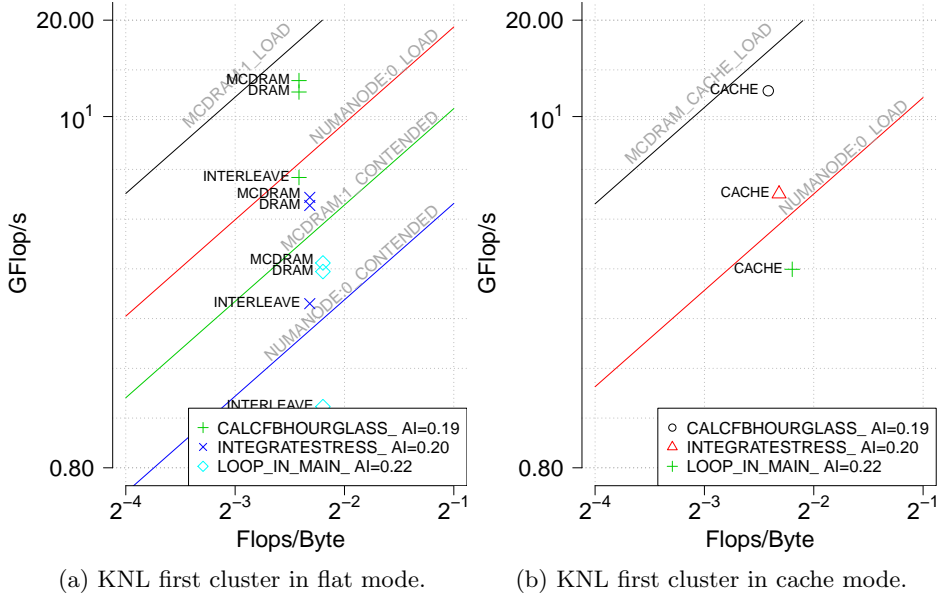 20.00
10¹
0.80
GFlop/s
MCDRAM:1_LOAD
NUMANODE:0_LOAD
MCDRAM:1_CONTENDED
NUMANODE:0_CONTENDED
MCDRAM
DRAM
INTERLEAVE
MCDRAM
DRAM
MCDRAM
DRAM
INTERLEAVE
INTERLEAVE
CALCFBHOURGLASS_ AI=0.19
INTEGRATESTRESS_ AI=0.20
LOOP_IN_MAIN_ AI=0.22
2⁻⁴ 2⁻³ 2⁻² 2⁻¹
Flops/Byte
(a) KNL first cluster in flat mode.
20.00
10¹
0.80
GFlop/s
MCDRAM_CACHE_LOAD
NUMANODE:0_LOAD
CACHE
CACHE
CACHE
CALCFBHOURGLASS_ AI=0.19
INTEGRATESTRESS_ AI=0.20
LOOP_IN_MAIN_ AI=0.22
2⁻⁴ 2⁻³ 2⁻² 2⁻¹
Flops/Byte
(b) KNL first cluster in cache mode.